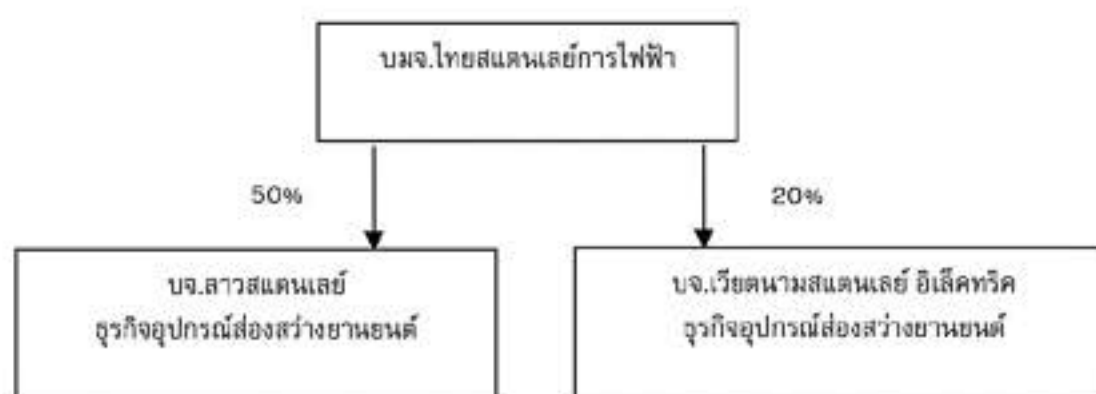 บมจ.ไทยสแตนเลย์การไฟฟ้า
50%
20%
บจ.ลาวสแตนเลย์
ธุรกิจอุปกรณ์ส่องสว่างยานยนต์
บจ.เวียดนามสแตนเลย์ อิเล็คทริค
ธุรกิจอุปกรณ์ส่องสว่างยานยนต์